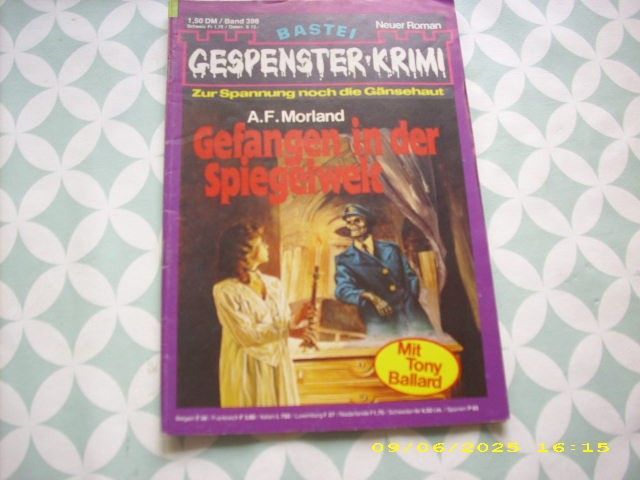 1,50 DM / Band 398
BASTEI
Neuer Roman
GESPENSTER-KRIMI
Zur Spannung noch die Gänsehaut
A.F. Morland
Gefangen in der
Spiegelwelt
Mit
Tony
Ballard
09/06/2025 16:15